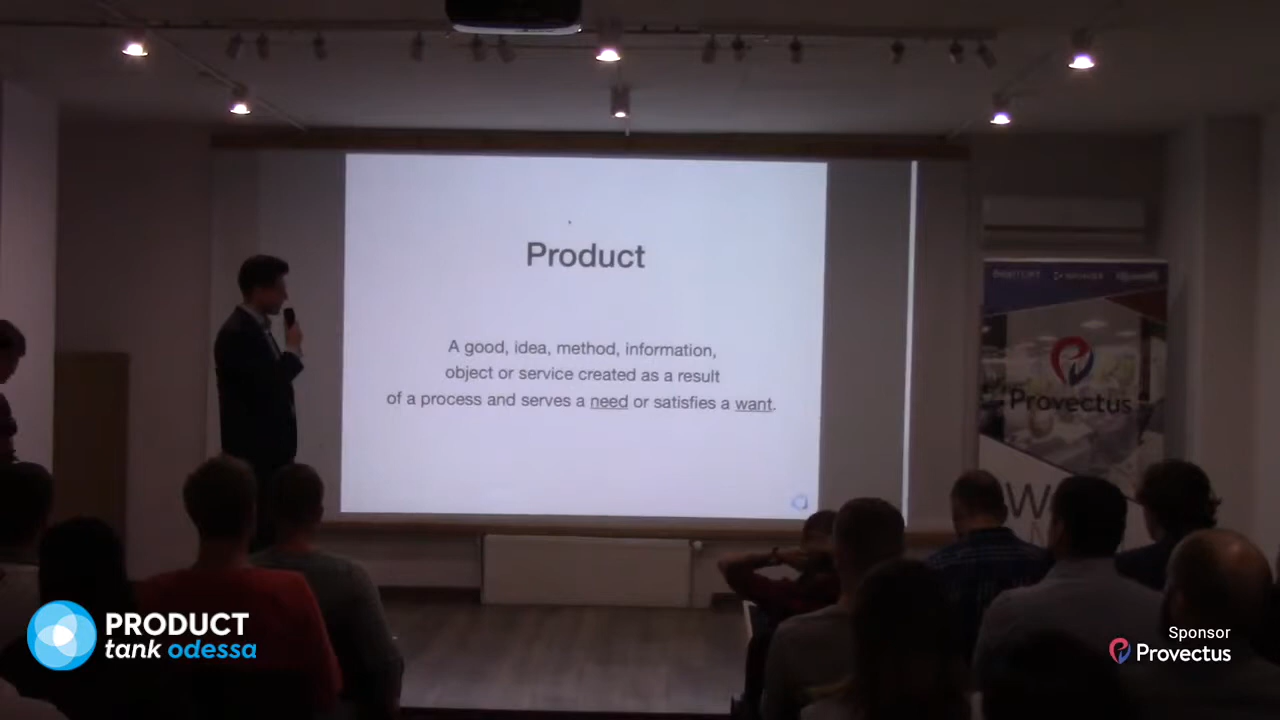 Product
A good, idea, method, information,
object or service created as a result
of a process and serves a need or satisfies a want.
Provectus
PRODUCT
tank odessa
Sponsor
Provectus